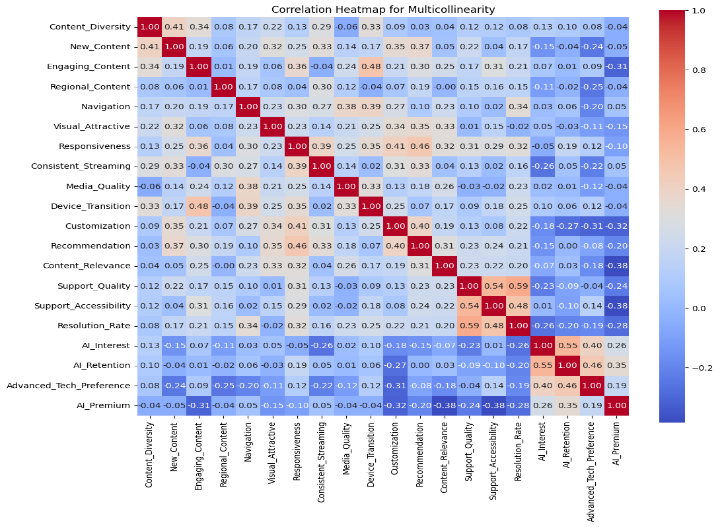 Correlation Heatmap for Multicollinearity
Content_Diversity 1.00 0.41 0.34 0.08 0.17 0.22 0.13 0.29 -0.06 0.33 0.09 0.03 0.04 0.12 0.12 0.08 0.13 0.10 0.08 -0.04
New_Content 0.41 1.00 0.19 0.06 0.20 0.32 0.25 0.33 0.14 0.17 0.35 0.37 0.05 0.22 0.04 0.17 -0.15 -0.04 -0.24 -0.05
Engaging_Content 0.34 0.19 1.00 0.01 0.19 0.06 0.36 -0.04 0.24 0.48 0.21 0.30 0.25 0.17 0.31 0.21 0.07 0.01 0.09 -0.31
Regional_Content 0.08 0.06 0.01 1.00 0.17 0.08 0.04 0.30 0.12 -0.04 0.07 0.19 -0.00 0.15 0.16 0.15 -0.11 -0.02 -0.25 -0.04
Navigation 0.17 0.20 0.19 0.17 1.00 0.23 0.30 0.27 0.38 0.39 0.27 0.10 0.23 0.10 0.02 0.34 0.03 0.06 -0.20 0.05
Visual_Attractive 0.22 0.32 0.06 0.08 0.23 1.00 0.23 0.14 0.21 0.25 0.34 0.35 0.33 0.01 0.15 -0.02 0.05 -0.03 -0.11 -0.15
Responsiveness 0.13 0.25 0.36 0.04 0.30 0.23 1.00 0.39 0.25 0.35 0.41 0.46 0.32 0.31 0.29 0.32 -0.05 0.19 0.12 -0.10
Consistent_Streaming 0.29 0.33 -0.04 0.30 0.27 0.14 0.39 1.00 0.14 0.02 0.31 0.33 0.04 0.13 0.02 0.16 -0.26 0.05 -0.22 0.05
Media_Quality -0.06 0.14 0.24 0.12 0.38 0.21 0.25 0.14 1.00 0.33 0.13 0.18 0.26 -0.03 -0.02 0.23 0.02 0.01 -0.12 -0.04
Device_Transition 0.33 0.17 0.48 -0.04 0.39 0.25 0.35 0.02 0.33 1.00 0.25 0.07 0.17 0.09 0.18 0.25 0.10 0.06 0.12 -0.04
Customization 0.09 0.35 0.21 0.07 0.27 0.34 0.41 0.31 0.13 0.25 1.00 0.40 0.19 0.13 0.08 0.22 -0.18 -0.27 -0.31 -0.32
Recommendation 0.03 0.37 0.30 0.19 0.10 0.35 0.46 0.33 0.18 0.07 0.40 1.00 0.31 0.23 0.24 0.21 -0.15 0.00 -0.08 -0.20
Content_Relevance 0.04 0.05 0.25 -0.00 0.23 0.33 0.32 0.04 0.26 0.17 0.19 0.31 1.00 0.23 0.22 0.20 -0.07 0.03 -0.18 -0.38
Support_Quality 0.12 0.22 0.17 0.15 0.10 0.01 0.31 0.13 -0.03 0.09 0.13 0.23 0.23 1.00 0.54 0.59 -0.23 -0.09 -0.04 -0.24
Support_Accessibility 0.12 0.04 0.31 0.16 0.02 0.15 0.29 0.02 -0.02 0.18 0.08 0.24 0.22 0.54 1.00 0.48 0.01 -0.10 0.14 -0.38
Resolution_Rate 0.08 0.17 0.21 0.15 0.34 -0.02 0.32 0.16 0.23 0.25 0.22 0.21 0.20 0.59 0.48 1.00 -0.26 -0.20 -0.19 -0.28
AI_Interest 0.13 -0.15 0.07 -0.11 0.03 0.05 -0.05 -0.26 0.02 0.10 -0.18 -0.15 -0.07 -0.23 0.01 -0.26 1.00 0.55 0.40 0.26
AI_Retention 0.10 -0.04 0.01 -0.02 0.06 -0.03 0.19 0.05 0.01 0.06 -0.27 0.00 0.03 -0.09 -0.10 -0.20 0.55 1.00 0.46 0.35
Advanced_Tech_Preference 0.08 -0.24 0.09 -0.25 -0.20 -0.11 0.12 -0.22 -0.12 0.12 -0.31 -0.08 -0.18 -0.04 0.14 -0.19 0.40 0.46 1.00 0.19
AI_Premium -0.04 -0.05 -0.31 -0.04 0.05 -0.15 -0.10 0.05 -0.04 -0.04 -0.32 -0.20 -0.38 -0.24 -0.38 -0.28 0.26 0.35 0.19 1.00
Content_Diversity
New_Content
Engaging_Content
Regional_Content
Navigation
Visual_Attractive
Responsiveness
Consistent_Streaming
Media_Quality
Device_Transition
Customization
Recommendation
Content_Relevance
Support_Quality
Support_Accessibility
Resolution_Rate
AI_Interest
AI_Retention
Advanced_Tech_Preference
AI_Premium
1.0
0.8
0.6
0.4
0.2
0.0
−0.2